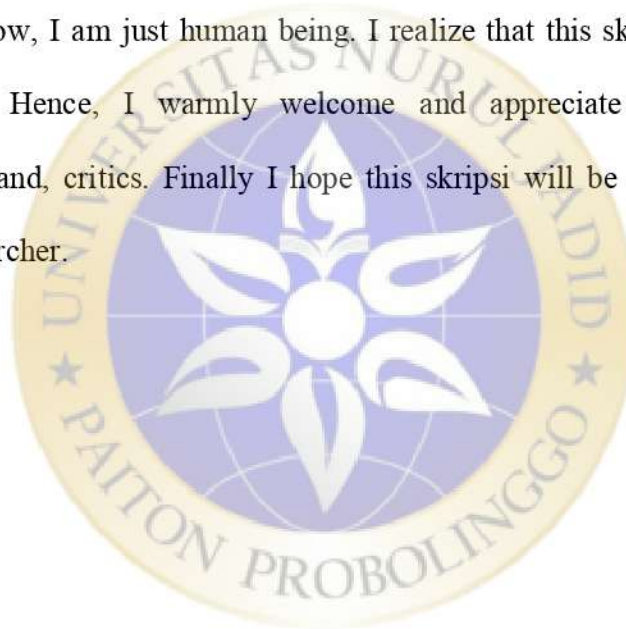 ow, I am just human being. I realize that this sk
Hence, I warmly welcome and appreciate
and, critics. Finally I hope this skripsi will be
rcher.
UNIVERSITAS NURUL JADID
★ PAITON PROBOLINGGO ★